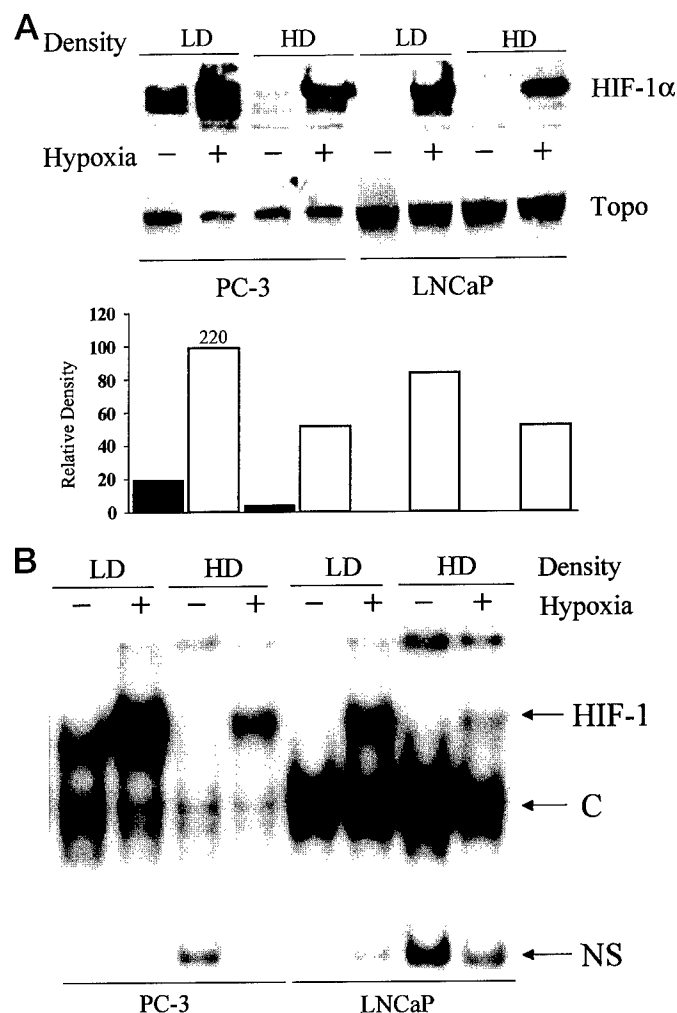 A
Density LD HD LD HD
HIF-1α
Hypoxia − + − + − + − +
Topo
PC-3 LNCaP
120
100
80
60
40
20
0
Relative Density
220
B
LD HD LD HD Density
− + − + − + − + Hypoxia
HIF-1
C
NS
PC-3 LNCaP